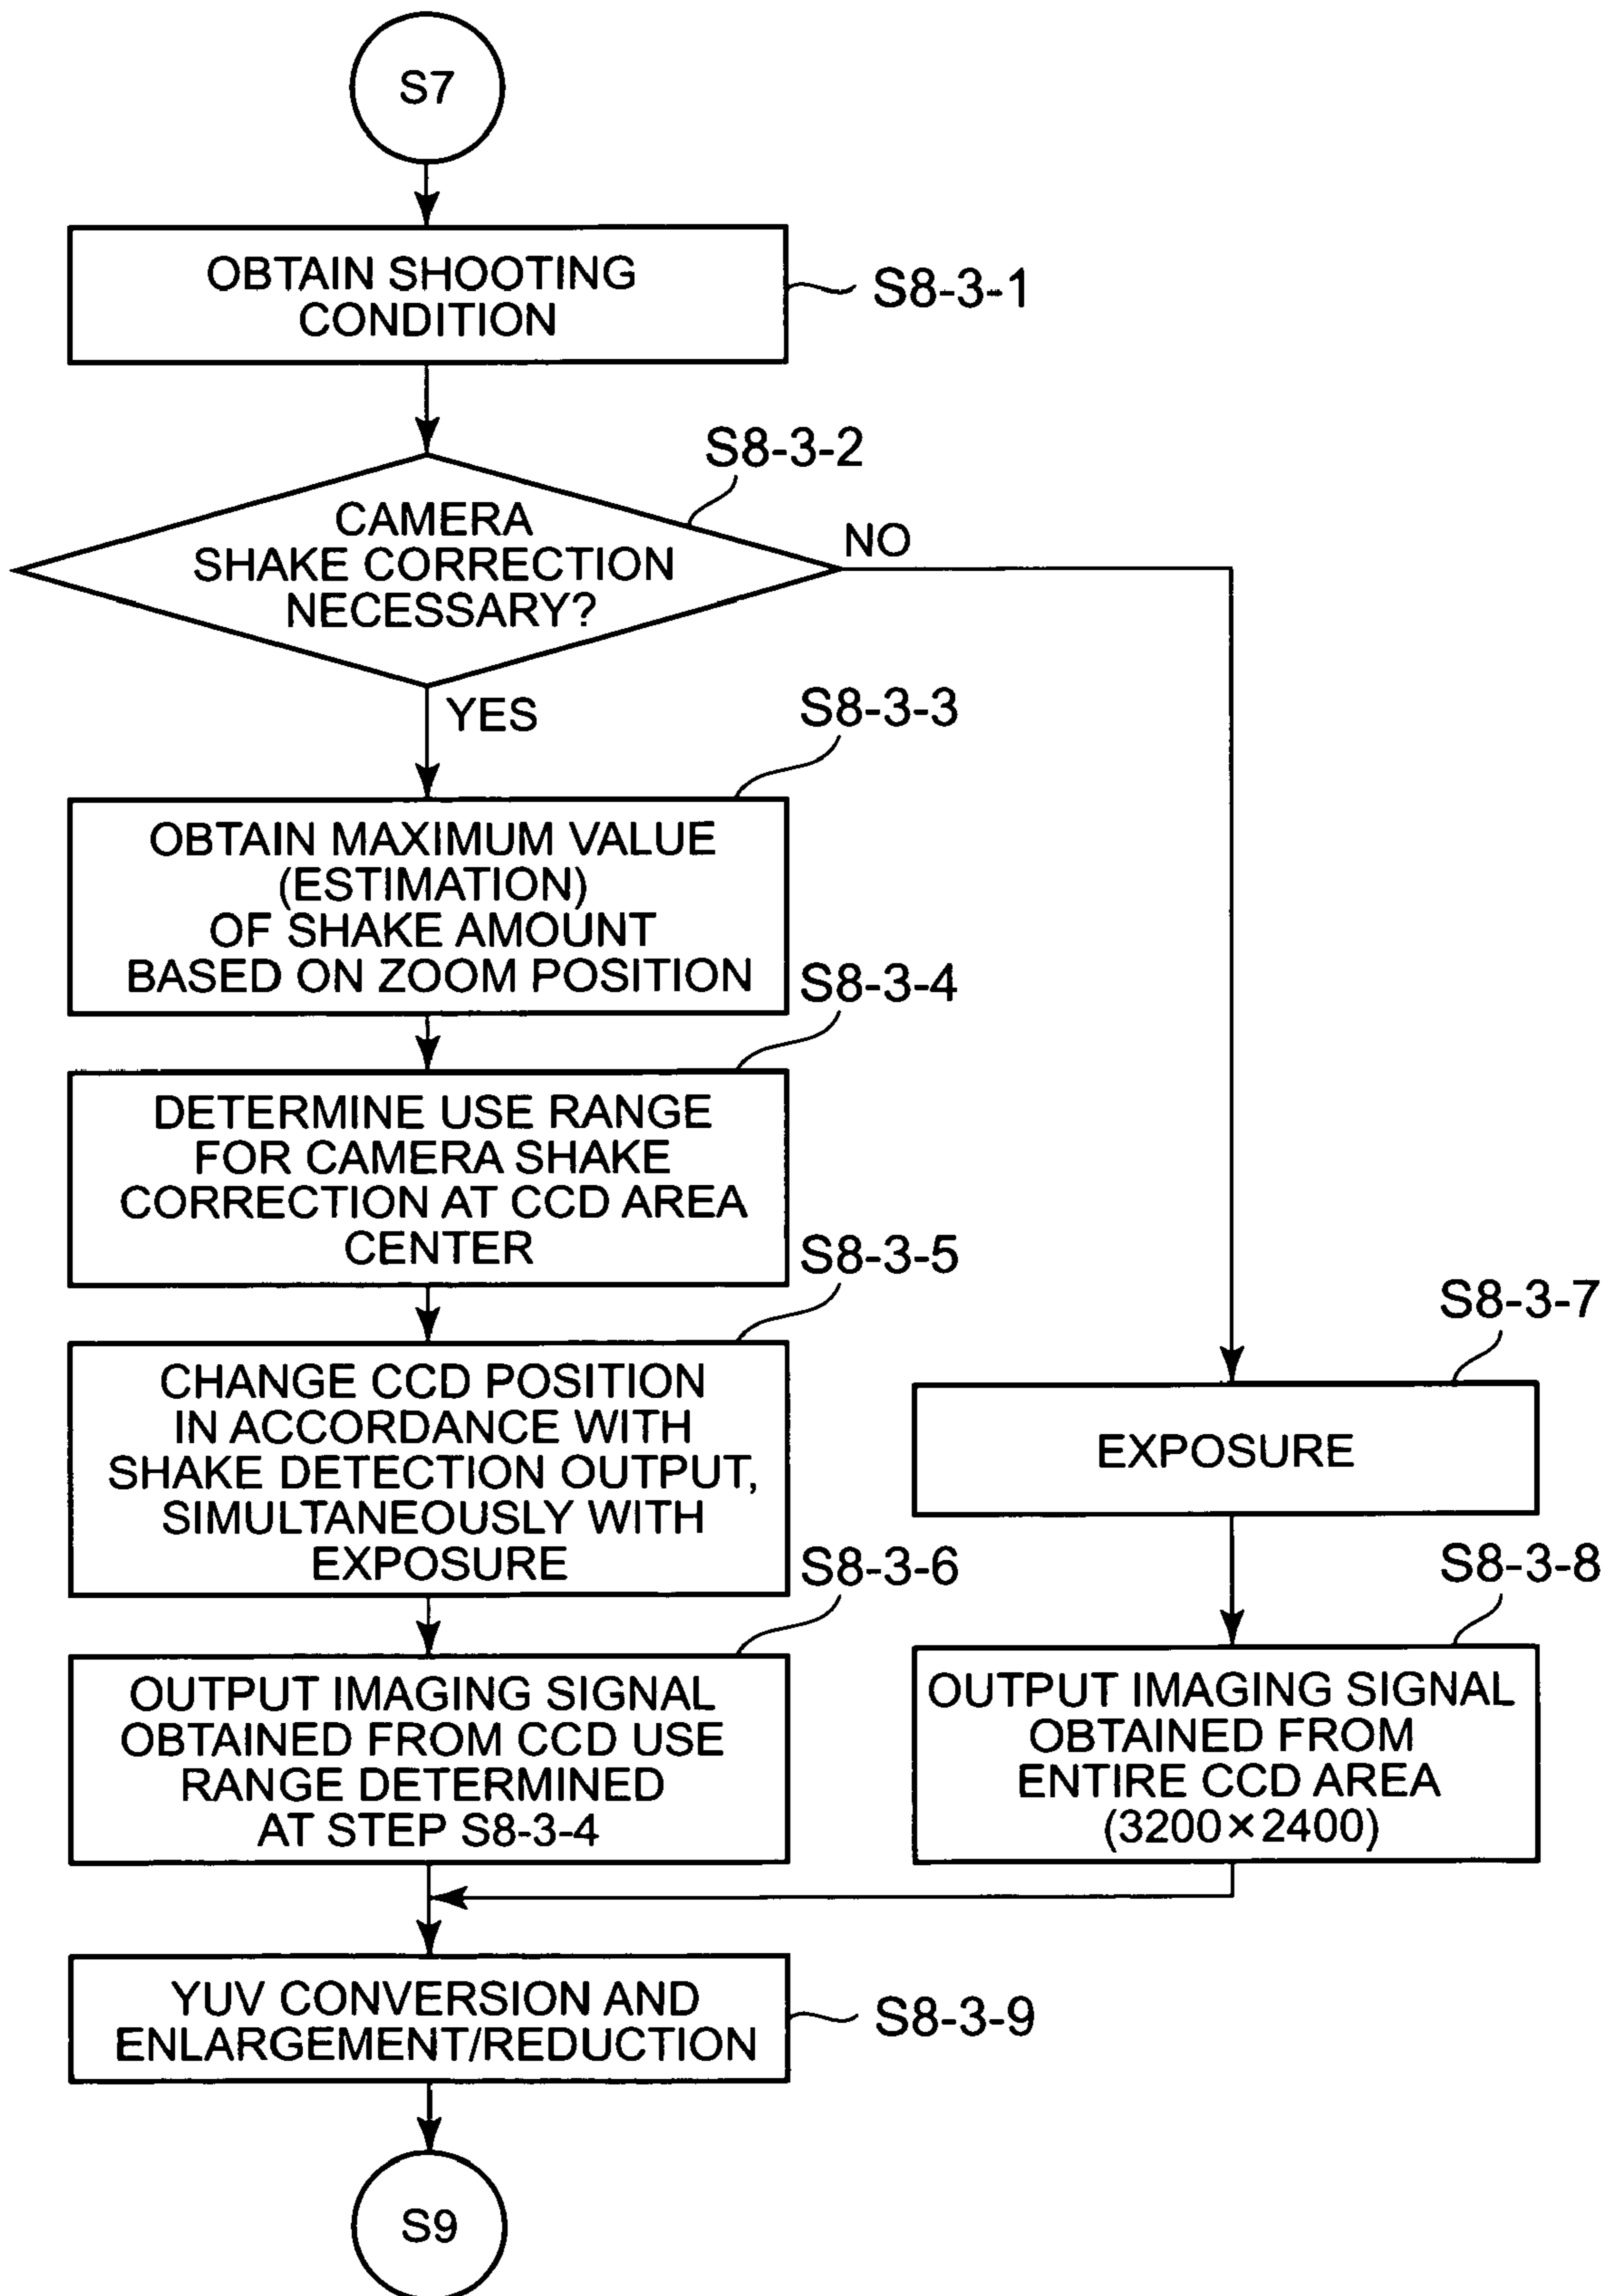 S7
OBTAIN SHOOTING
CONDITION
S8-3-1
S8-3-2
CAMERA
SHAKE CORRECTION
NECESSARY?
NO
YES
S8-3-3
OBTAIN MAXIMUM VALUE
(ESTIMATION)
OF SHAKE AMOUNT
BASED ON ZOOM POSITION
S8-3-4
DETERMINE USE RANGE
FOR CAMERA SHAKE
CORRECTION AT CCD AREA
CENTER
S8-3-5
CHANGE CCD POSITION
IN ACCORDANCE WITH
SHAKE DETECTION OUTPUT,
SIMULTANEOUSLY WITH
EXPOSURE
S8-3-6
OUTPUT IMAGING SIGNAL
OBTAINED FROM CCD USE
RANGE DETERMINED
AT STEP S8-3-4
S8-3-7
EXPOSURE
S8-3-8
OUTPUT IMAGING SIGNAL
OBTAINED FROM
ENTIRE CCD AREA
(3200×2400)
YUV CONVERSION AND
ENLARGEMENT/REDUCTION
S8-3-9
S9